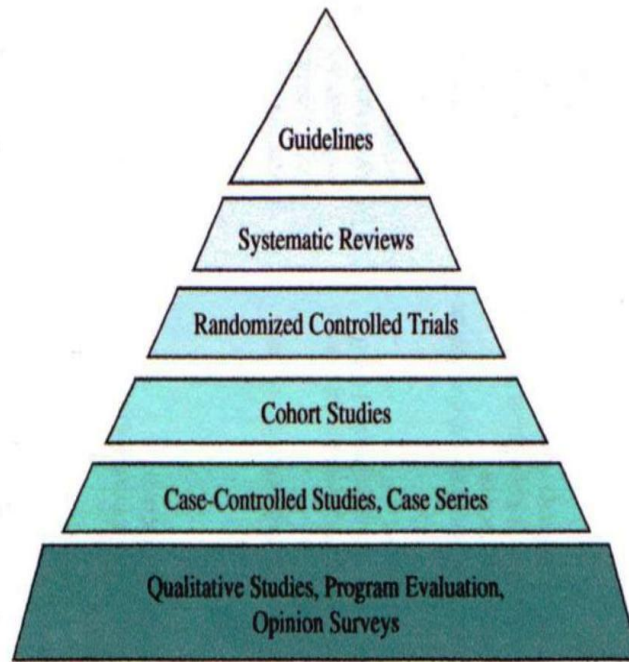 Guidelines
Systematic Reviews
Randomized Controlled Trials
Cohort Studies
Case-Controlled Studies, Case Series
Qualitative Studies, Program Evaluation,
Opinion Surveys